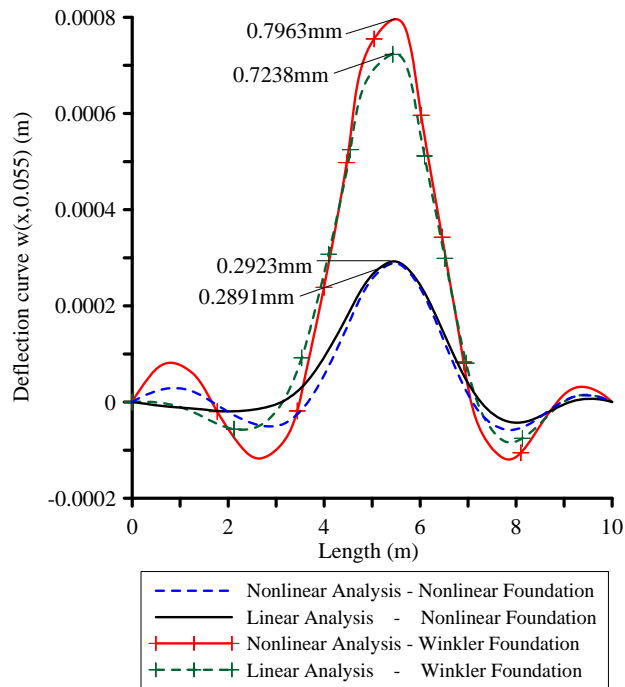 0.0008
0.7963mm
0.7238mm
0.0006
0.0004
0.2923mm
0.0002
0.2891mm
0
-0.0002
Deflection curve w(x,0.055) (m)
0 2 4 6 8 10
Length (m)
Nonlinear Analysis - Nonlinear Foundation
Linear Analysis - Nonlinear Foundation
Nonlinear Analysis - Winkler Foundation
Linear Analysis - Winkler Foundation